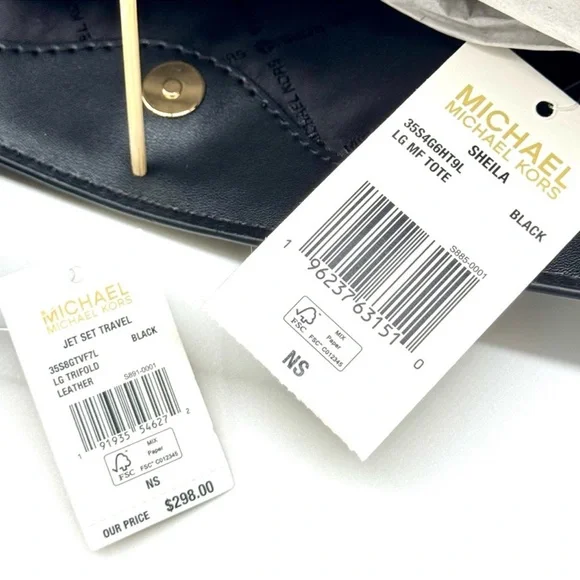 MICHAEL KORS
MICHAEL
MICHAEL KORS
SHEILA
35S4G6HT9L
LG MF TOTE
BLACK
S885-0001
1 96237 63151 0
FSC
MIX
Paper
FSC® C012345
NS
MICHAEL
MICHAEL KORS
JET SET TRAVEL
35S8GTVF7L
BLACK
LG TRIFOLD
LEATHER
S891-0001
1 91935 54627 2
FSC
MIX
Paper
FSC® C012345
NS
OUR PRICE $298.00